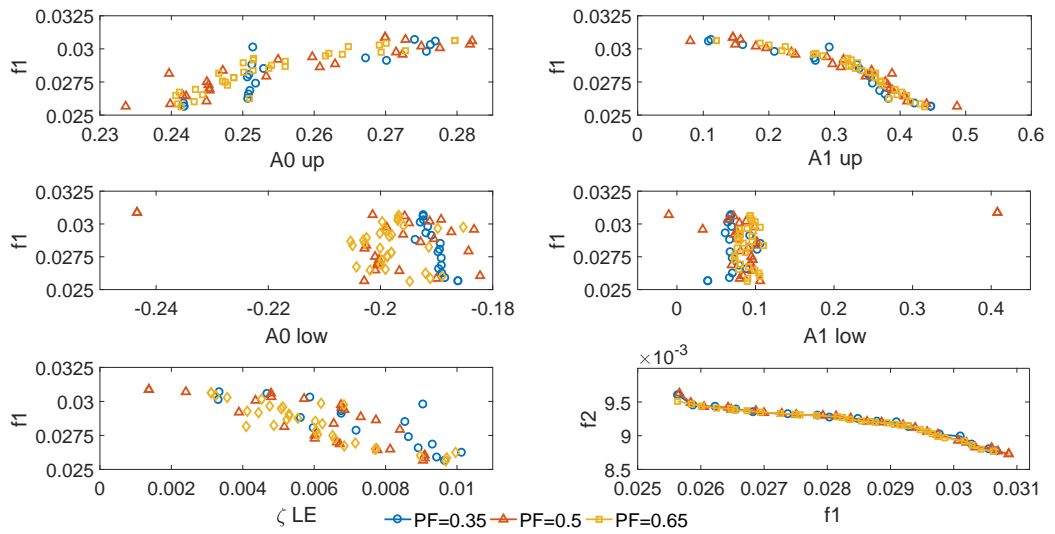 0.0325
0.03
0.0275
0.025
f1
0.23 0.24 0.25 0.26 0.27 0.28
A0 up
0.0325
0.03
0.0275
0.025
f1
0 0.1 0.2 0.3 0.4 0.5 0.6
A1 up
0.0325
0.03
0.0275
0.025
f1
-0.24 -0.22 -0.2 -0.18
A0 low
0.0325
0.03
0.0275
0.025
f1
0 0.1 0.2 0.3 0.4
A1 low
0.0325
0.03
0.0275
0.025
f1
0 0.002 0.004 0.006 0.008 0.01
ζ LE
×10⁻³
9.5
9
8.5
f2
0.025 0.026 0.027 0.028 0.029 0.03 0.031
f1
PF=0.35 PF=0.5 PF=0.65